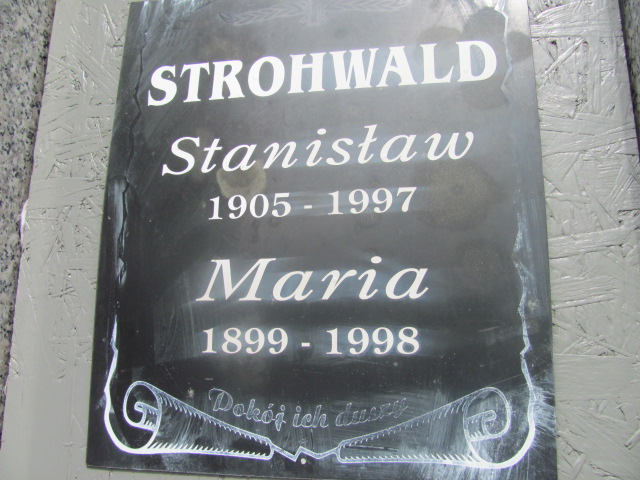 STROHWALD
Stanisław
1905 - 1997
Maria
1899 - 1998
Pokój ich duszy